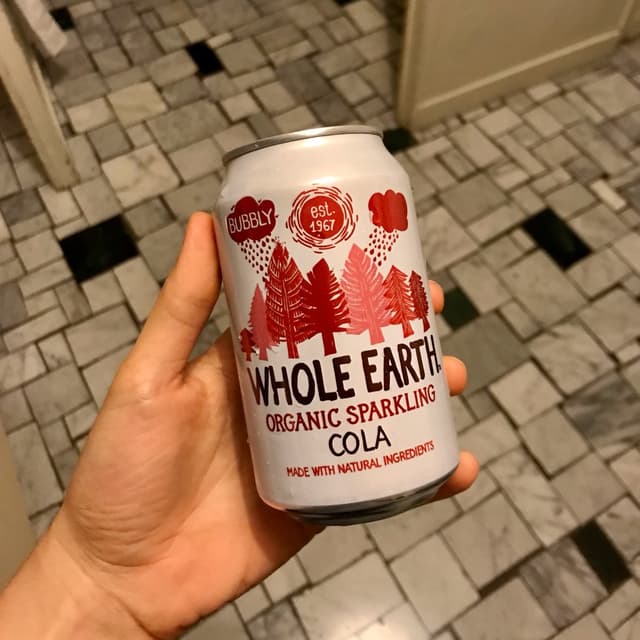 BUBBLY
est.
1967
WHOLE EARTH.
ORGANIC SPARKLING
COLA
MADE WITH NATURAL INGREDIENTS